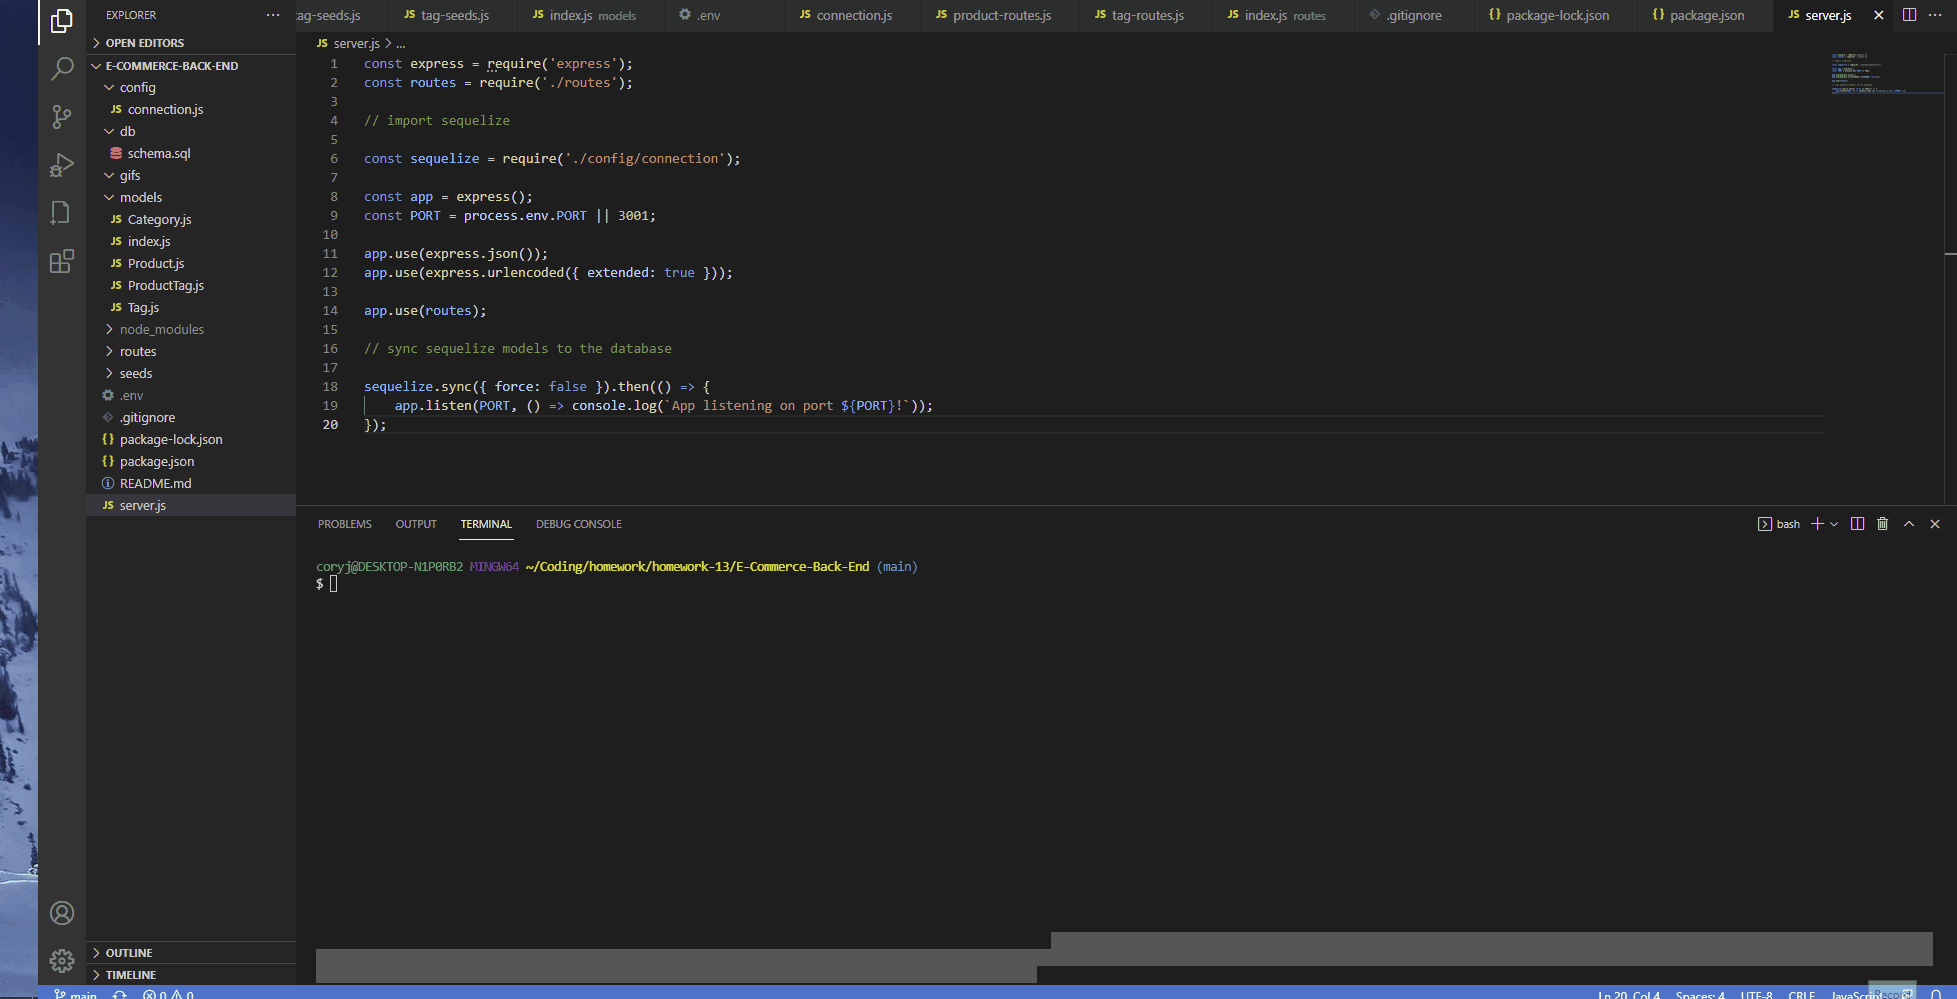 EXPLORER
OPEN EDITORS
E-COMMERCE-BACK-END
config
JS connection.js
db
schema.sql
gifs
models
JS Category.js
JS index.js
JS Product.js
JS ProductTag.js
JS Tag.js
node_modules
routes
seeds
.env
.gitignore
{} package-lock.json
{} package.json
README.md
JS server.js
OUTLINE
TIMELINE
tag-seeds.js
JS tag-seeds.js
JS index.js models
.env
JS connection.js
JS product-routes.js
JS tag-routes.js
JS index.js routes
.gitignore
{} package-lock.json
{} package.json
JS server.js
JS server.js > ...
1 const express = require('express');
2 const routes = require('./routes');
3
4 // import sequelize
5
6 const sequelize = require('./config/connection');
7
8 const app = express();
9 const PORT = process.env.PORT || 3001;
10
11 app.use(express.json());
12 app.use(express.urlencoded({ extended: true }));
13
14 app.use(routes);
15
16 // sync sequelize models to the database
17
18 sequelize.sync({ force: false }).then(() => {
19     app.listen(PORT, () => console.log(`App listening on port ${PORT}!`));
20 });
PROBLEMS OUTPUT TERMINAL DEBUG CONSOLE
bash
coryj@DESKTOP-N1P0RB2 MINGW64 ~/Coding/homework/homework-13/E-Commerce-Back-End (main)
$
main 0 0
Ln 20, Col 4 Spaces: 4 UTF-8 CRLF JavaScript